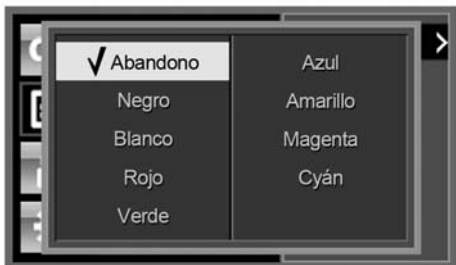 ✓ Abandono
Negro
Blanco
Rojo
Verde
Azul
Amarillo
Magenta
Cyán